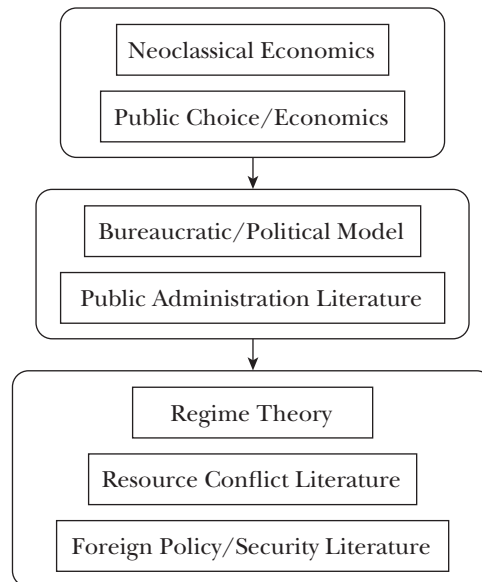 Neoclassical Economics
Public Choice/Economics
Bureaucratic/Political Model
Public Administration Literature
Regime Theory
Resource Conflict Literature
Foreign Policy/Security Literature